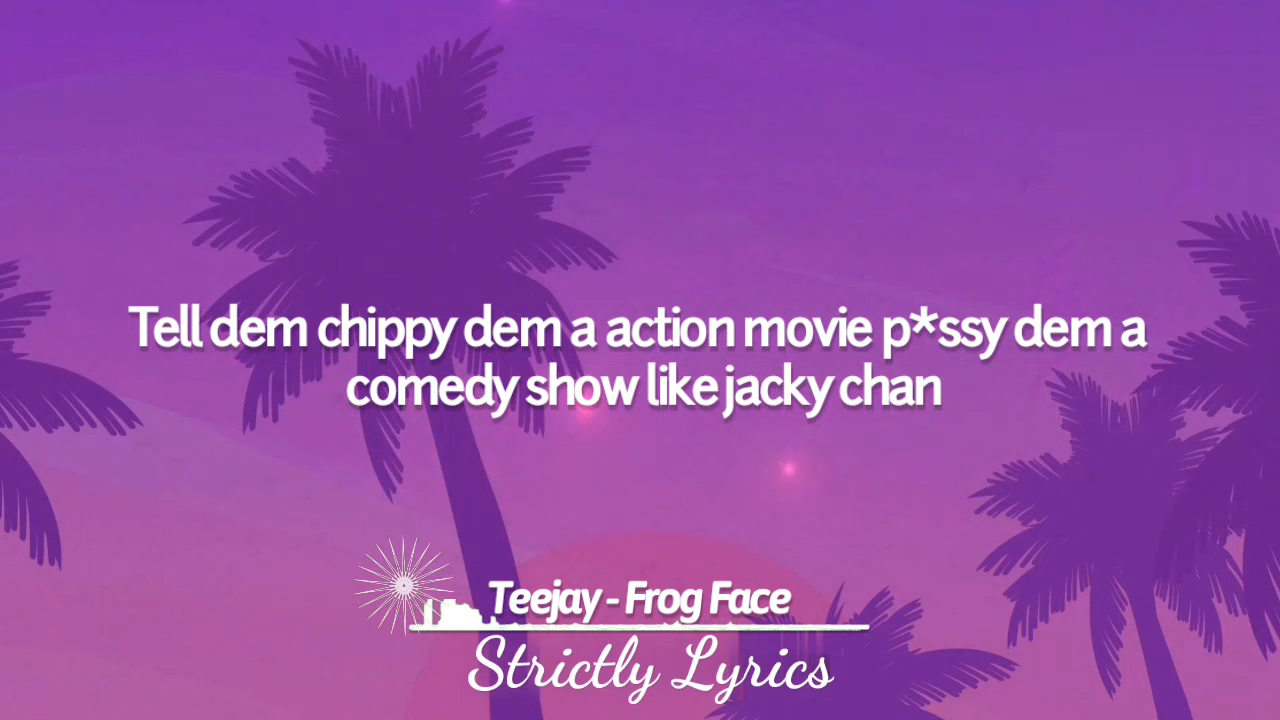 Tell dem chippy dem a action movie p*ssy dem a
comedy show like jacky chan
Teejay - Frog Face
Strictly Lyrics